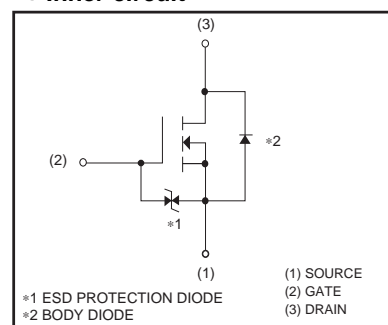 Inner circuit
(3)
(2)
∗2
∗1
(1)
∗1 ESD PROTECTION DIODE
∗2 BODY DIODE
(1) SOURCE
(2) GATE
(3) DRAIN